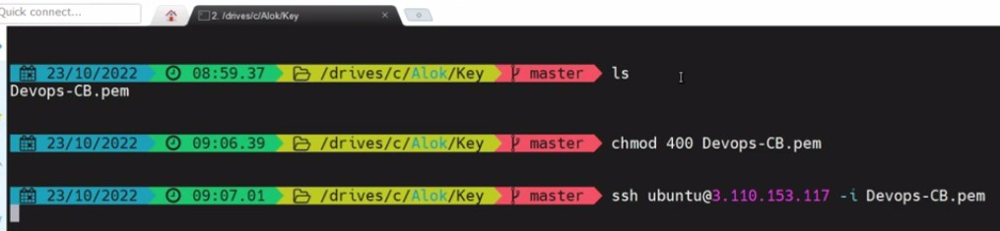 Quick connect...
2. /drives/c/Alok/Key
23/10/2022 08:59.37 /drives/c/Alok/Key master ls
Devops-CB.pem
23/10/2022 09:06.39 /drives/c/Alok/Key master chmod 400 Devops-CB.pem
23/10/2022 09:07.01 /drives/c/Alok/Key master ssh ubuntu@3.110.153.117 -i Devops-CB.pem